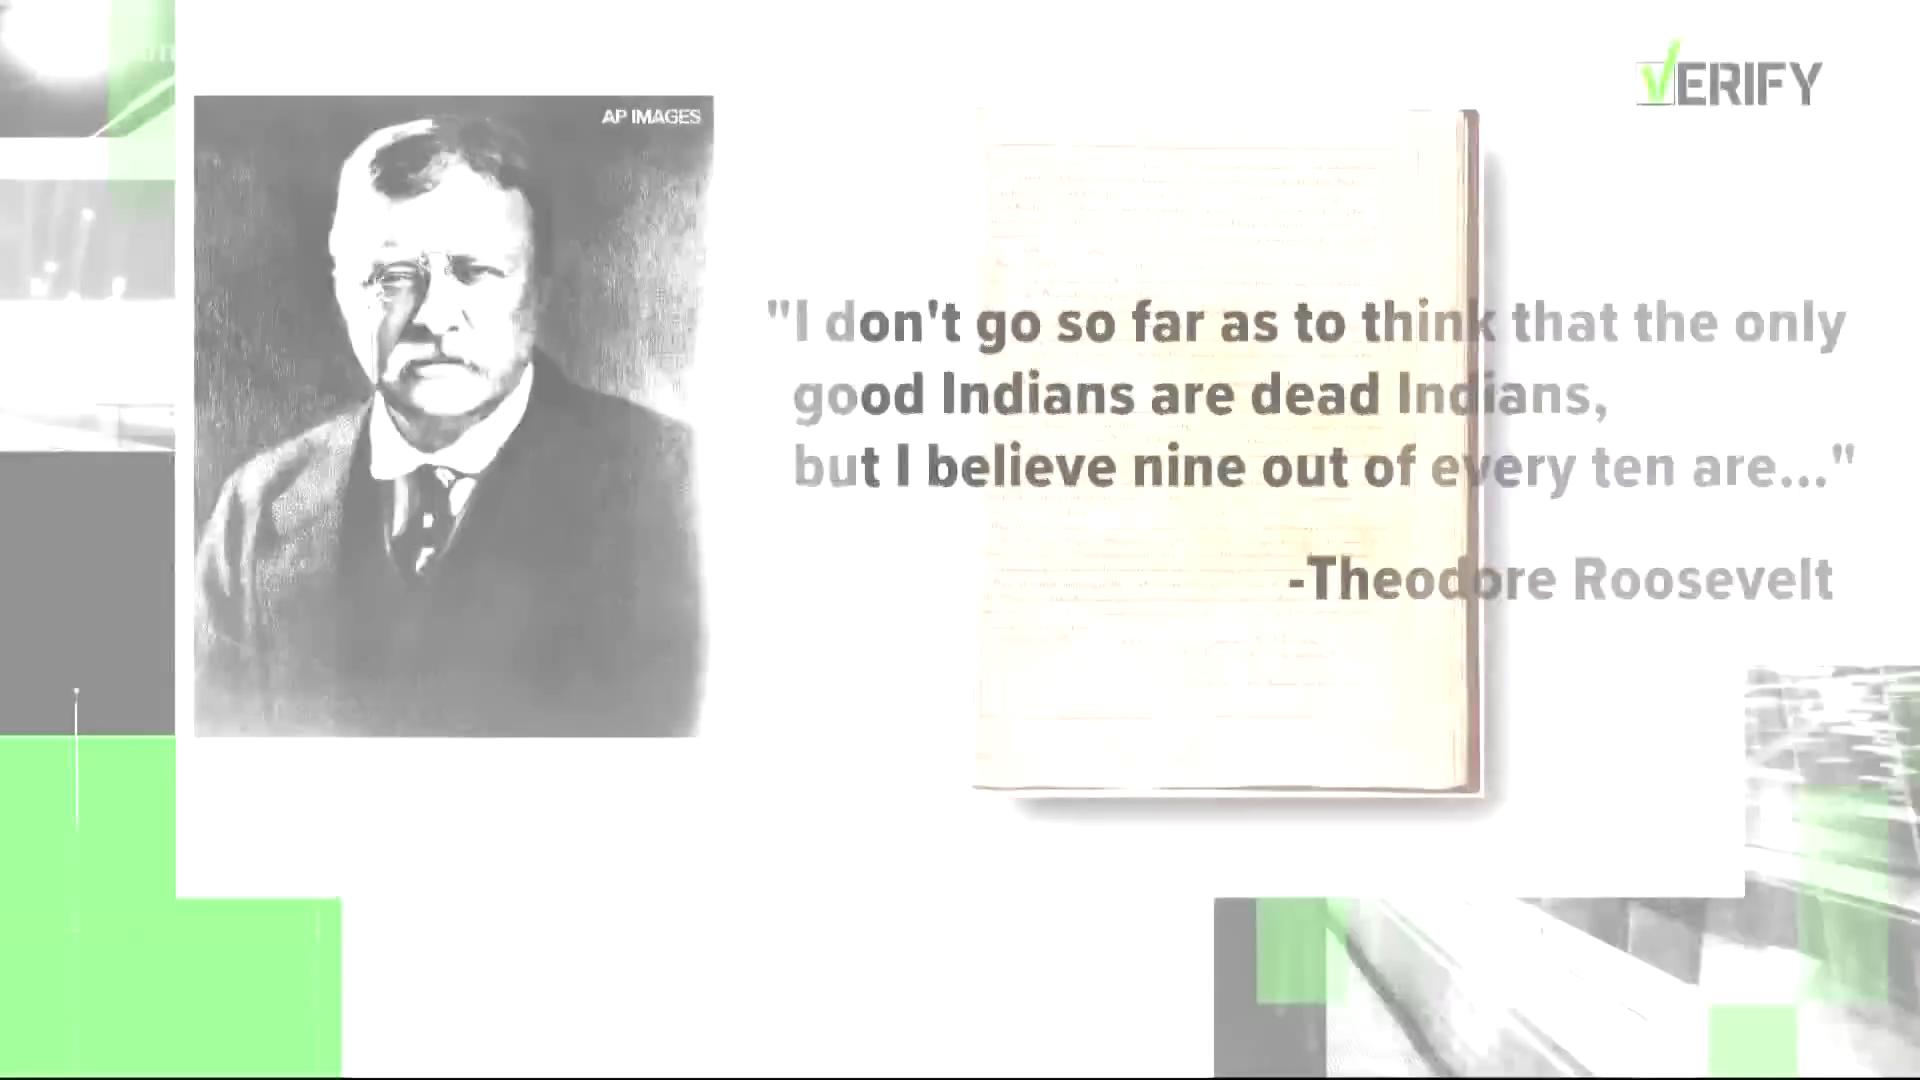 VERIFY
AP IMAGES
"I don't go so far as to think that the only
good Indians are dead Indians,
but I believe nine out of every ten are..."
-Theodore Roosevelt